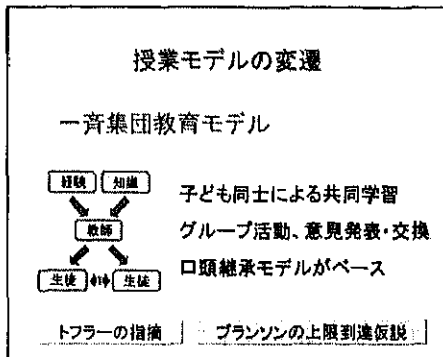 授業モデルの変遷
一斉集団教育モデル
経験 知識
教師
生徒 生徒
子ども同士による共同学習
グループ活動、意見発表・交換
口頭継承モデルがベース
トフラーの指摘 ブランソンの上限到達仮説